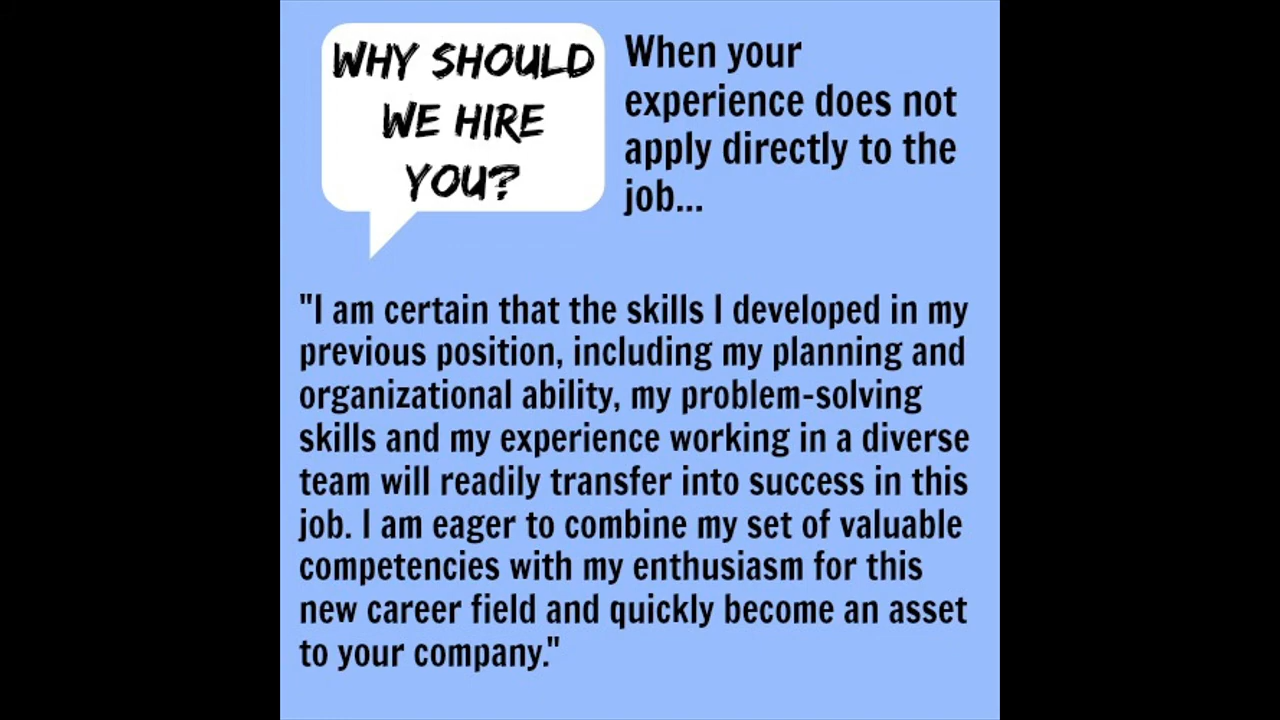 WHY SHOULD
WE HIRE
YOU?
When your
experience does not
apply directly to the
job...
"I am certain that the skills I developed in my
previous position, including my planning and
organizational ability, my problem-solving
skills and my experience working in a diverse
team will readily transfer into success in this
job. I am eager to combine my set of valuable
competencies with my enthusiasm for this
new career field and quickly become an asset
to your company."